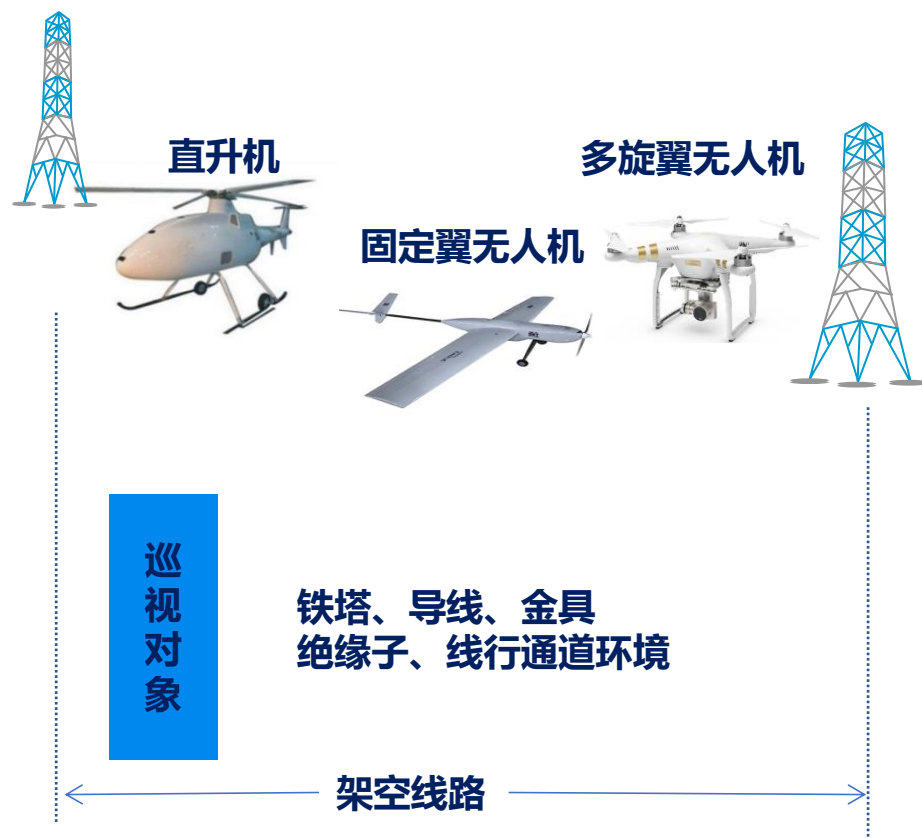 直升机
多旋翼无人机
固定翼无人机
巡视对象
铁塔、导线、金具
绝缘子、线行通道环境
架空线路